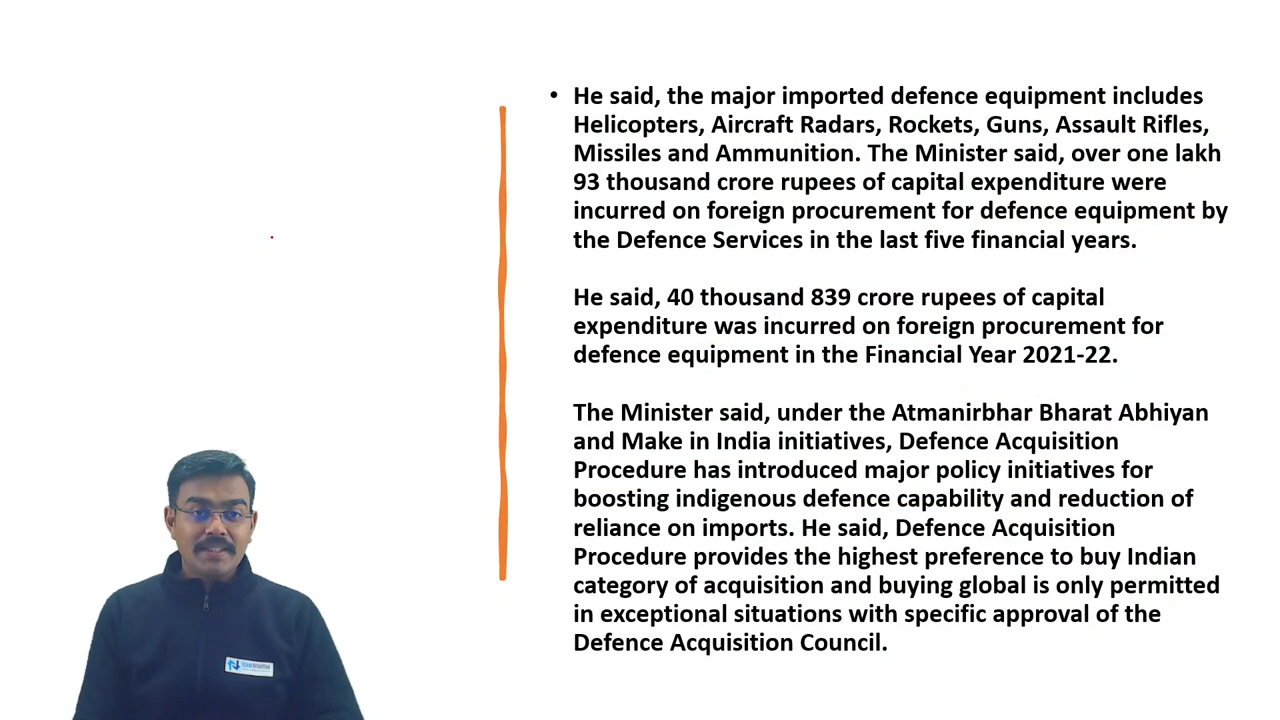 • He said, the major imported defence equipment includes
Helicopters, Aircraft Radars, Rockets, Guns, Assault Rifles,
Missiles and Ammunition. The Minister said, over one lakh
93 thousand crore rupees of capital expenditure were
incurred on foreign procurement for defence equipment by
the Defence Services in the last five financial years.
He said, 40 thousand 839 crore rupees of capital
expenditure was incurred on foreign procurement for
defence equipment in the Financial Year 2021-22.
The Minister said, under the Atmanirbhar Bharat Abhiyan
and Make in India initiatives, Defence Acquisition
Procedure has introduced major policy initiatives for
boosting indigenous defence capability and reduction of
reliance on imports. He said, Defence Acquisition
Procedure provides the highest preference to buy Indian
category of acquisition and buying global is only permitted
in exceptional situations with specific approval of the
Defence Acquisition Council.